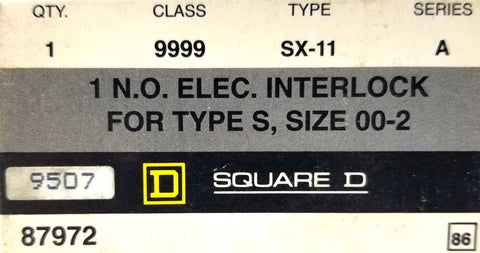 QTY. CLASS TYPE SERIES
1 9999 SX-11 A
1 N.O. ELEC. INTERLOCK
FOR TYPE S, SIZE 00-2
9507 D SQUARE D
87972 86